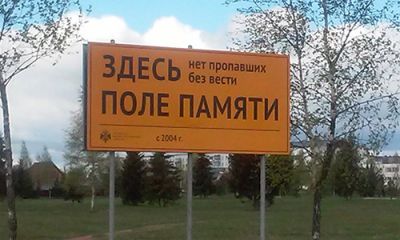 ЗДЕСЬ нет пропавших
без вести
ПОЛЕ ПАМЯТИ
с 2004 г.